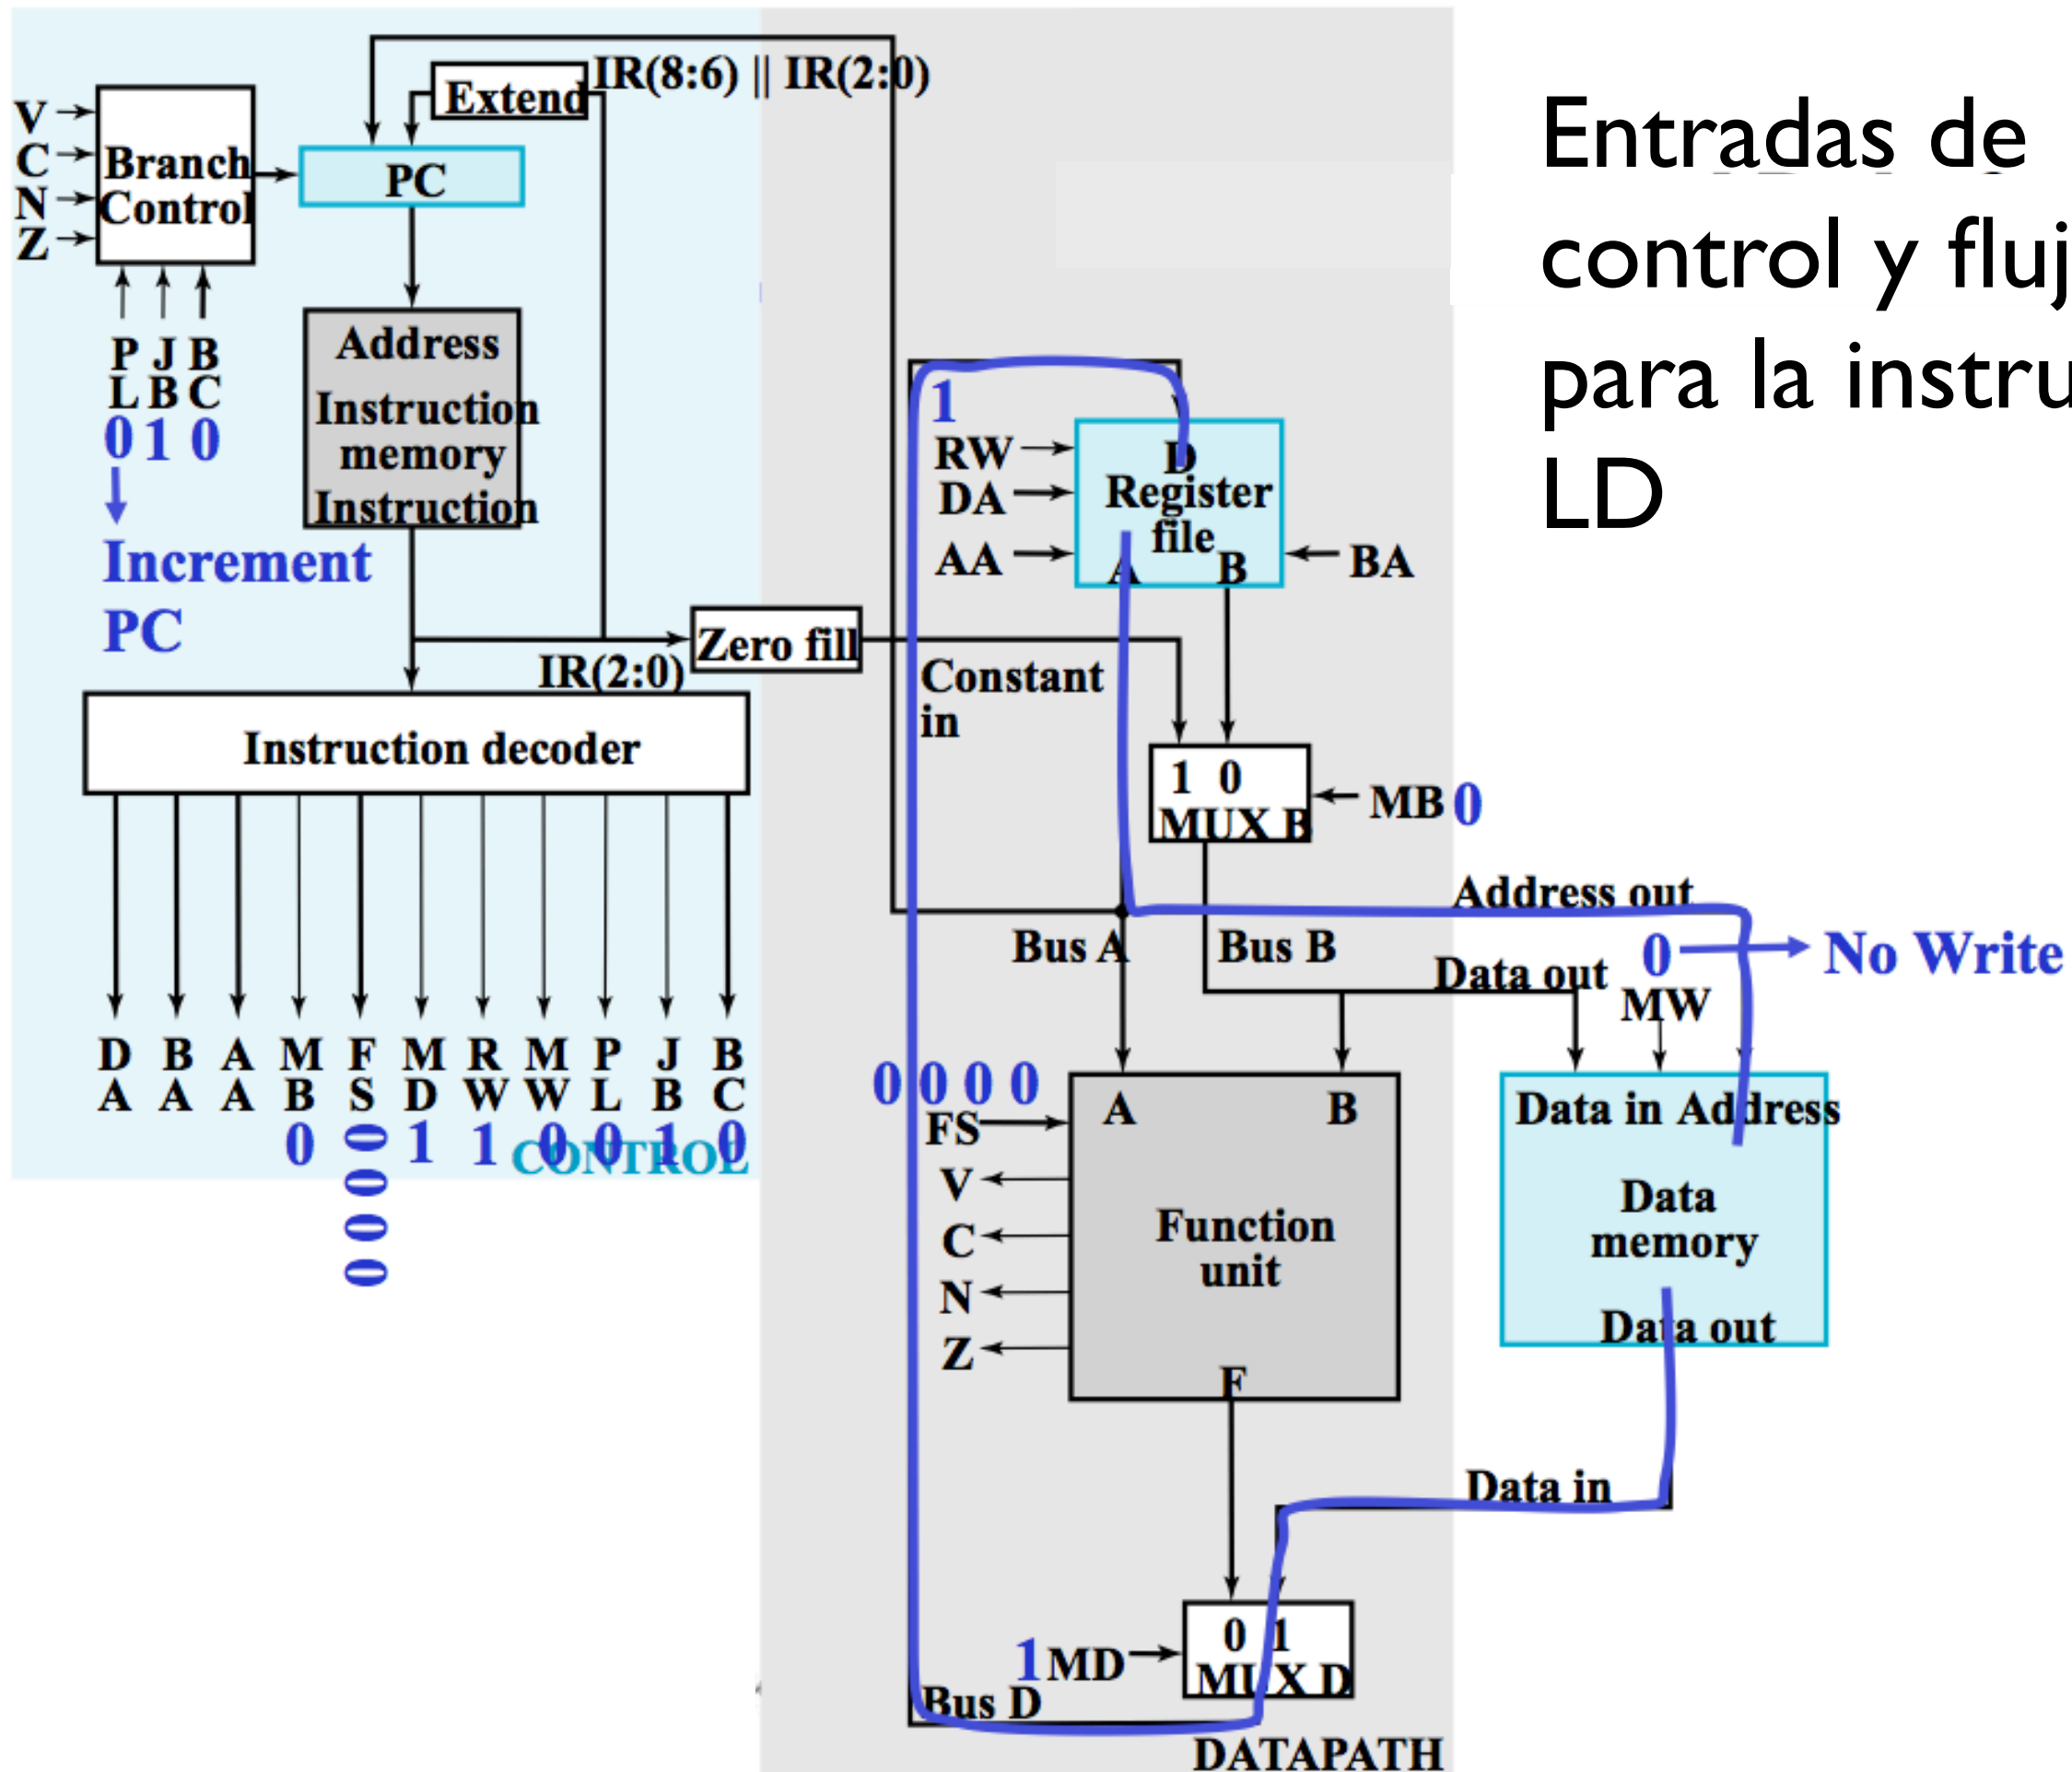 Entradas de
control y fluj
para la instru
LD
IR(8:6) || IR(2:0)
Extend
V
C
N
Z
Branch
Control
PC
P J B
L B C
0 1 0
Increment
PC
Address
Instruction
memory
Instruction
1
RW
DA
AA
D
Register
file
A B
BA
IR(2:0)
Zero fill
Constant
in
Instruction decoder
1 0
MUX B
MB 0
Address out
Bus A
Bus B
Data out
0
No Write
MW
D B A M F M R M P J B
A A A B S D W W L B C
0 0 1 1 0 0 1 0
0
0
0
CONTROL
0 0 0 0
FS
V
C
N
Z
A B
Function
unit
F
Data in Address
Data
memory
Data out
Data in
0 1
MUX D
1 MD
Bus D
DATAPATH